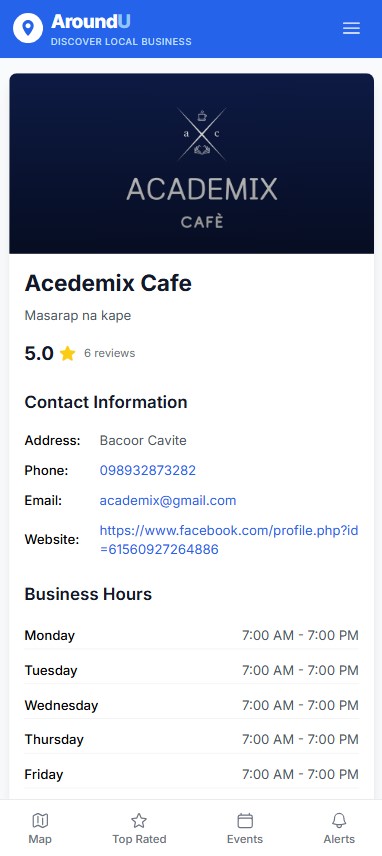 AroundU
DISCOVER LOCAL BUSINESS
a c
ACADEMIX
CAFÈ
Acedemix Cafe
Masarap na kape
5.0 6 reviews
Contact Information
Address: Bacoor Cavite
Phone: 098932873282
Email: academix@gmail.com
Website: https://www.facebook.com/profile.php?id
=61560927264886
Business Hours
Monday 7:00 AM - 7:00 PM
Tuesday 7:00 AM - 7:00 PM
Wednesday 7:00 AM - 7:00 PM
Thursday 7:00 AM - 7:00 PM
Friday 7:00 AM - 7:00 PM
Map Top Rated Events Alerts